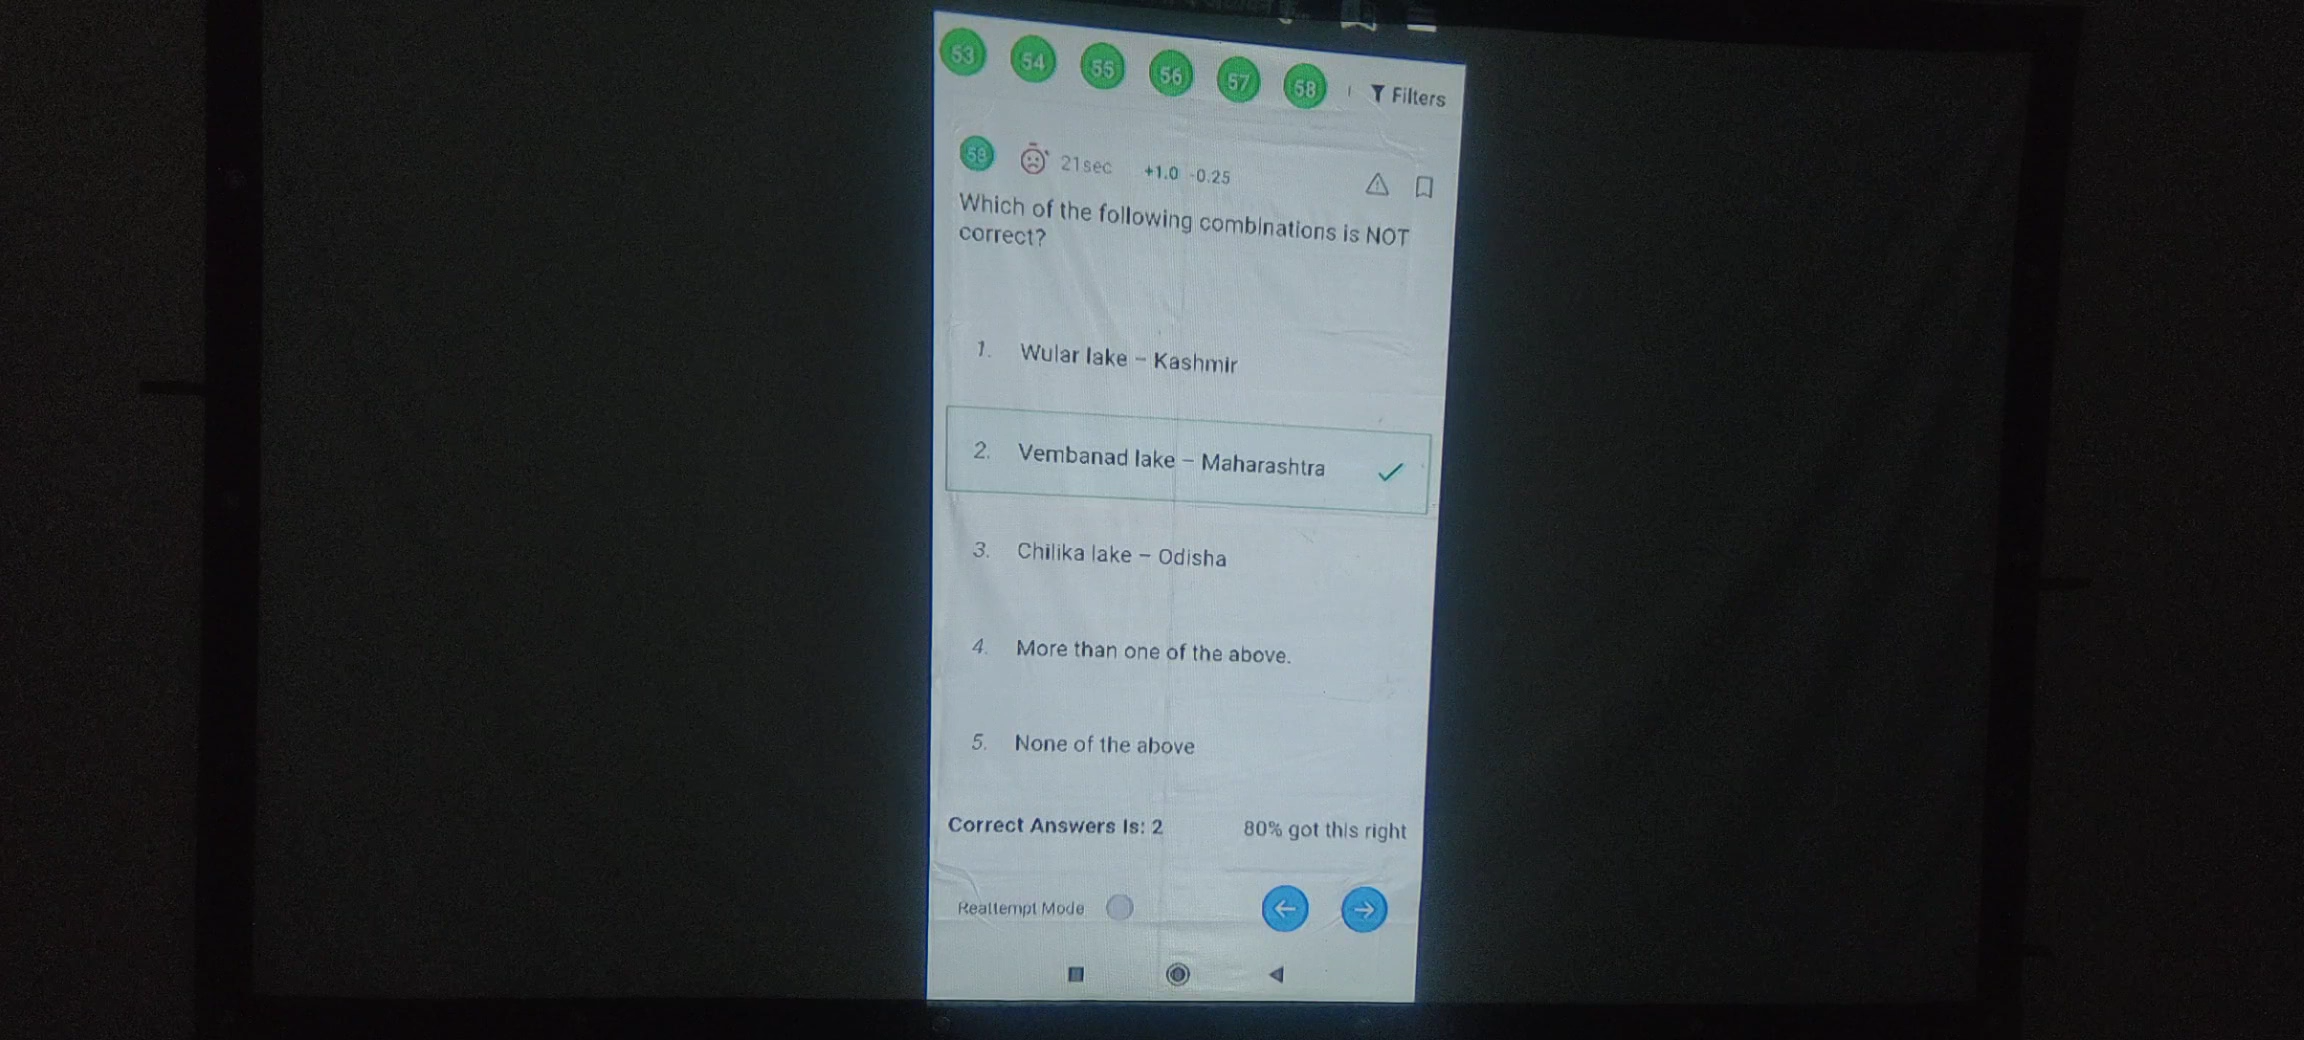 53 54 55 56 57 58 Filters
58 21sec +1.0 -0.25
Which of the following combinations is NOT
correct?
1. Wular lake – Kashmir
2. Vembanad lake – Maharashtra
3. Chilika lake – Odisha
4. More than one of the above.
5. None of the above
Correct Answers Is: 2 80% got this right
Reattempt Mode